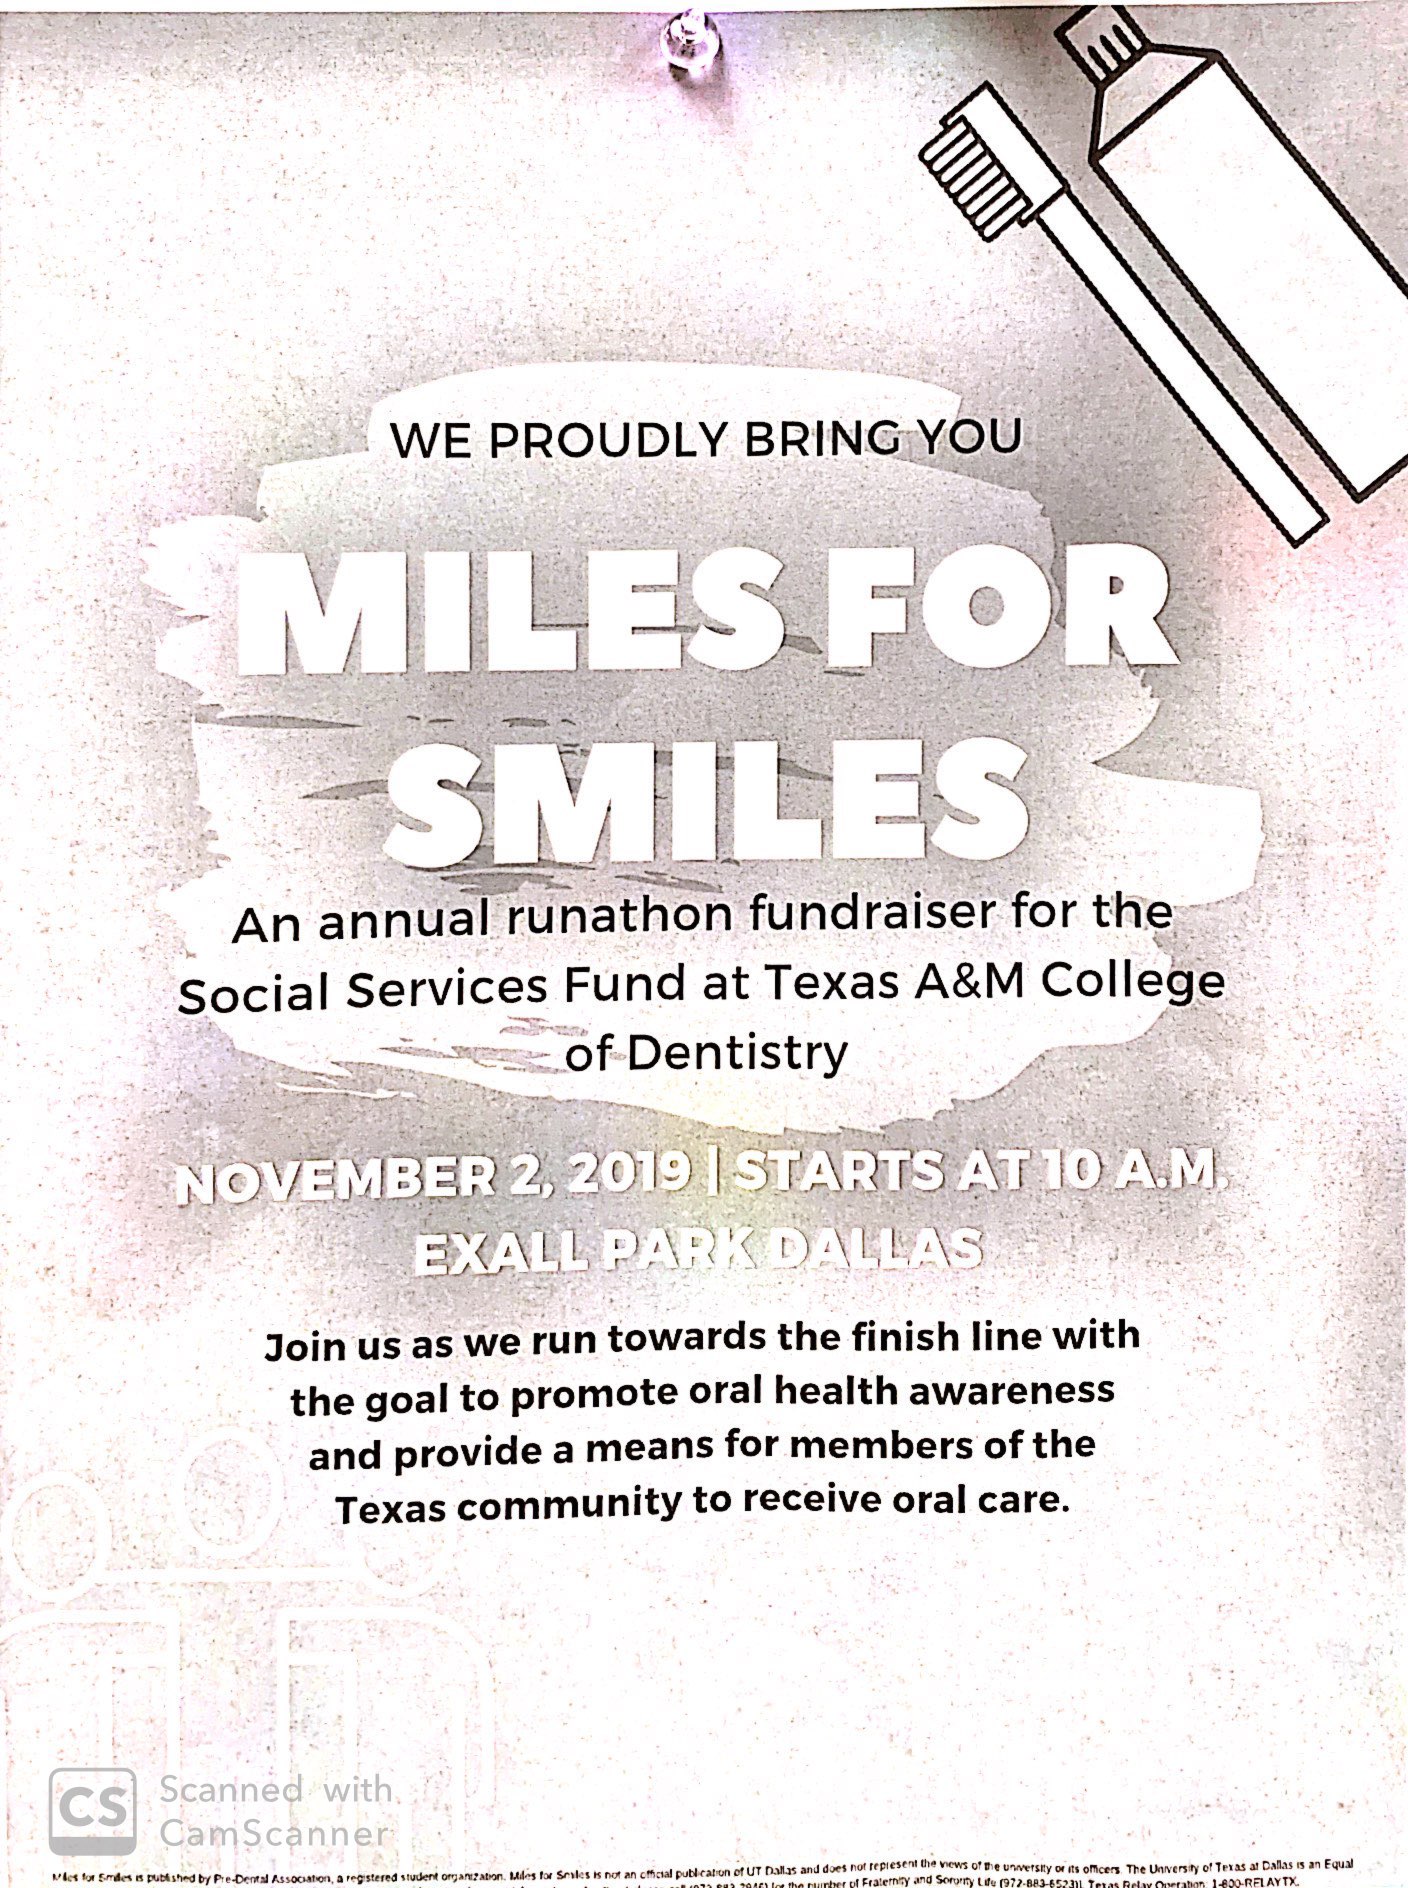 WE PROUDLY BRING YOU
MILES FOR
SMILES
An annual runathon fundraiser for the
Social Services Fund at Texas A&M College
of Dentistry
NOVEMBER 2, 2019 | STARTS AT 10 A.M.
EXALL PARK DALLAS
Join us as we run towards the finish line with
the goal to promote oral health awareness
and provide a means for members of the
Texas community to receive oral care.
CS Scanned with
CamScanner
Miles for Smiles is published by Pre-Dental Association, a registered student organization. Miles for Smiles is not an official publication of UT Dallas and does not represent the views of the university or its officers. The University of Texas at Dallas is an Equal
for the number of Fraternity and Sorority Life (972-883-6523)). Texas Relay Operation: 1-800-RELAYTX.